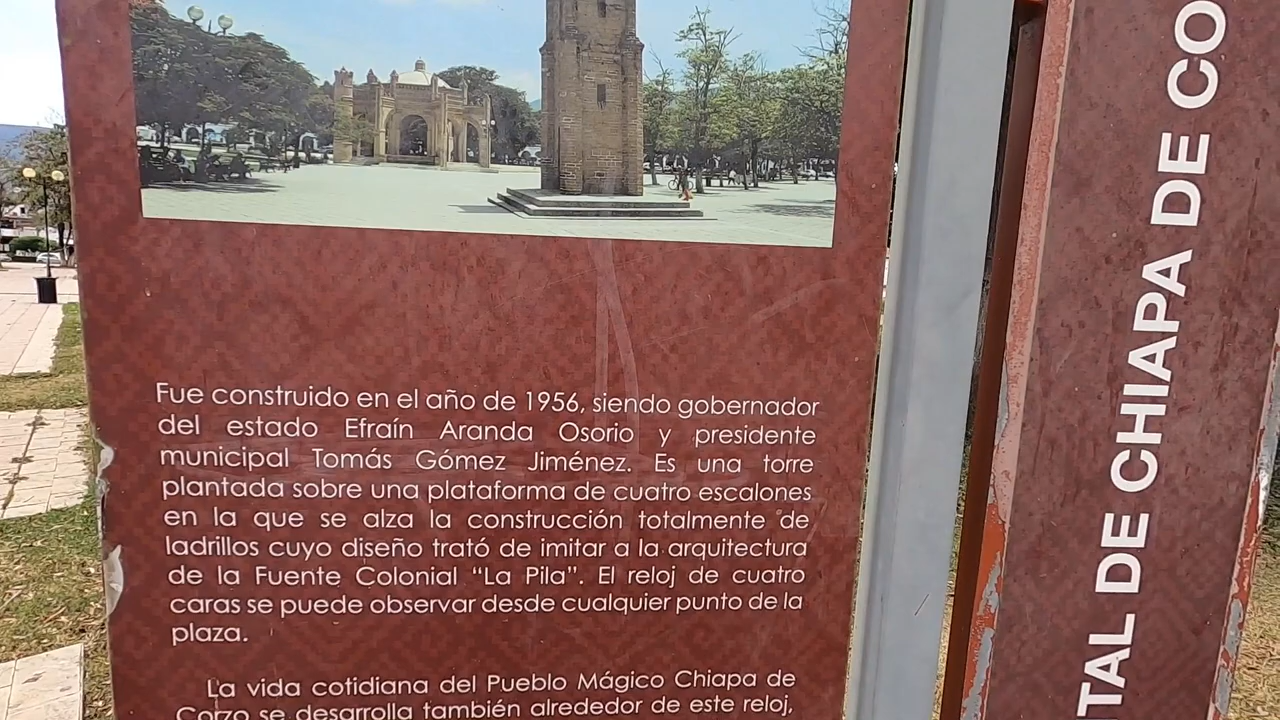 Fue construido en el año de 1956, siendo gobernador
del estado Efraín Aranda Osorio y presidente
municipal Tomás Gómez Jiménez. Es una torre
plantada sobre una plataforma de cuatro escalones
en la que se alza la construcción totalmente de
ladrillos cuyo diseño trató de imitar a la arquitectura
de la Fuente Colonial “La Pila”. El reloj de cuatro
caras se puede observar desde cualquier punto de la
plaza.
La vida cotidiana del Pueblo Mágico Chiapa de
Corzo se desarrolla también alrededor de este reloj,
TAL DE CHIAPA DE CO